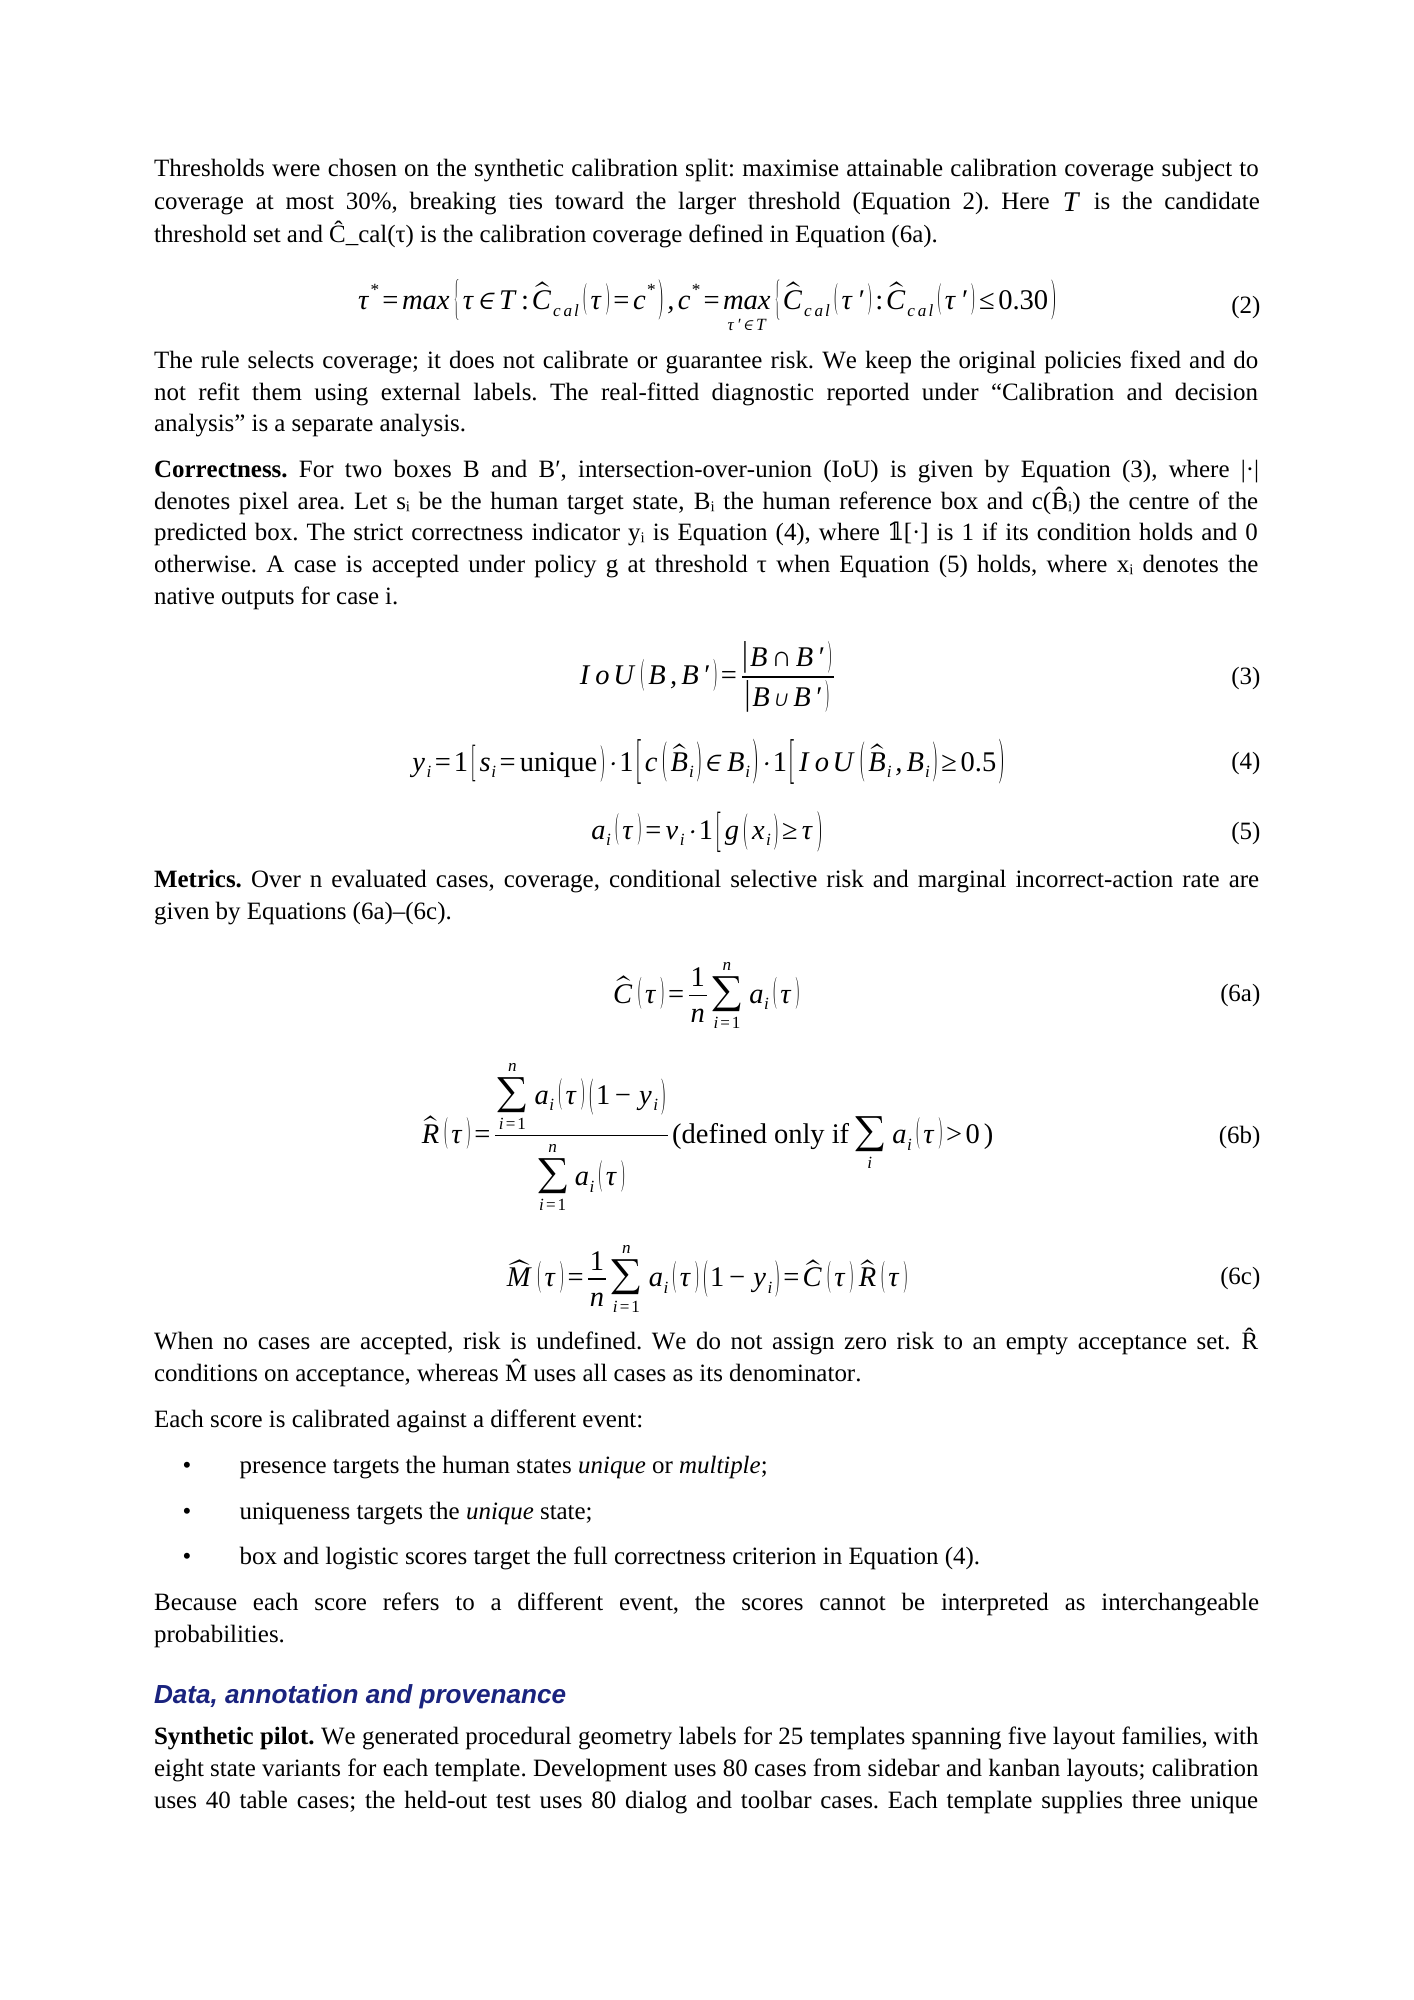 Thresholds were chosen on the synthetic calibration split: maximise attainable calibration coverage subject to
coverage at most 30%, breaking ties toward the larger threshold (Equation 2). Here T is the candidate
threshold set and Ĉ_cal(τ) is the calibration coverage defined in Equation (6a).
τ* = max {τ ∈ T : Ĉ_cal (τ) = c*) , c* = max_{τ ′ ∈ T} {Ĉ_cal (τ ′) : Ĉ_cal (τ ′) ≤ 0.30) (2)
The rule selects coverage; it does not calibrate or guarantee risk. We keep the original policies fixed and do
not refit them using external labels. The real-fitted diagnostic reported under “Calibration and decision
analysis” is a separate analysis.
Correctness. For two boxes B and B′, intersection-over-union (IoU) is given by Equation (3), where |·|
denotes pixel area. Let sᵢ be the human target state, Bᵢ the human reference box and c(B̂ᵢ) the centre of the
predicted box. The strict correctness indicator yᵢ is Equation (4), where 𝟙[·] is 1 if its condition holds and 0
otherwise. A case is accepted under policy g at threshold τ when Equation (5) holds, where xᵢ denotes the
native outputs for case i.
IoU (B , B ′) = |B ∩ B ′) / |B ∪ B ′) (3)
yᵢ = 1 [sᵢ = unique) · 1 [c (B̂ᵢ) ∈ Bᵢ) · 1 [IoU (B̂ᵢ , Bᵢ) ≥ 0.5) (4)
aᵢ (τ) = vᵢ · 1 [g (xᵢ) ≥ τ) (5)
Metrics. Over n evaluated cases, coverage, conditional selective risk and marginal incorrect-action rate are
given by Equations (6a)–(6c).
Ĉ (τ) = 1/n ∑_{i=1}^{n} aᵢ (τ) (6a)
R̂ (τ) = ∑_{i=1}^{n} aᵢ (τ) (1 − yᵢ) / ∑_{i=1}^{n} aᵢ (τ) (defined only if ∑_i aᵢ (τ) > 0 ) (6b)
M̂ (τ) = 1/n ∑_{i=1}^{n} aᵢ (τ) (1 − yᵢ) = Ĉ (τ) R̂ (τ) (6c)
When no cases are accepted, risk is undefined. We do not assign zero risk to an empty acceptance set. R̂
conditions on acceptance, whereas M̂ uses all cases as its denominator.
Each score is calibrated against a different event:
• presence targets the human states unique or multiple;
• uniqueness targets the unique state;
• box and logistic scores target the full correctness criterion in Equation (4).
Because each score refers to a different event, the scores cannot be interpreted as interchangeable
probabilities.
Data, annotation and provenance
Synthetic pilot. We generated procedural geometry labels for 25 templates spanning five layout families, with
eight state variants for each template. Development uses 80 cases from sidebar and kanban layouts; calibration
uses 40 table cases; the held-out test uses 80 dialog and toolbar cases. Each template supplies three unique